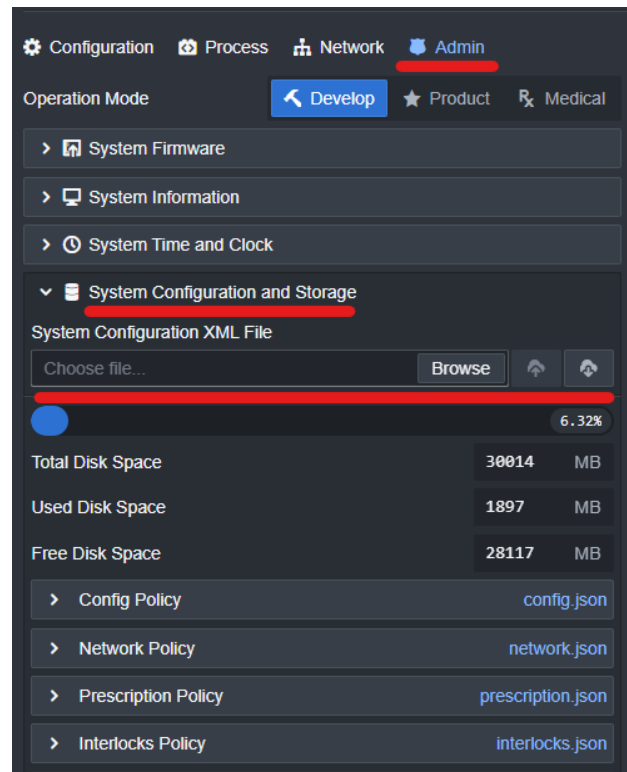 Configuration Process Network Admin
Operation Mode Develop Product Rx Medical
System Firmware
System Information
System Time and Clock
System Configuration and Storage
System Configuration XML File
Choose file... Browse
6.32%
Total Disk Space 30014 MB
Used Disk Space 1897 MB
Free Disk Space 28117 MB
Config Policy config.json
Network Policy network.json
Prescription Policy prescription.json
Interlocks Policy interlocks.json